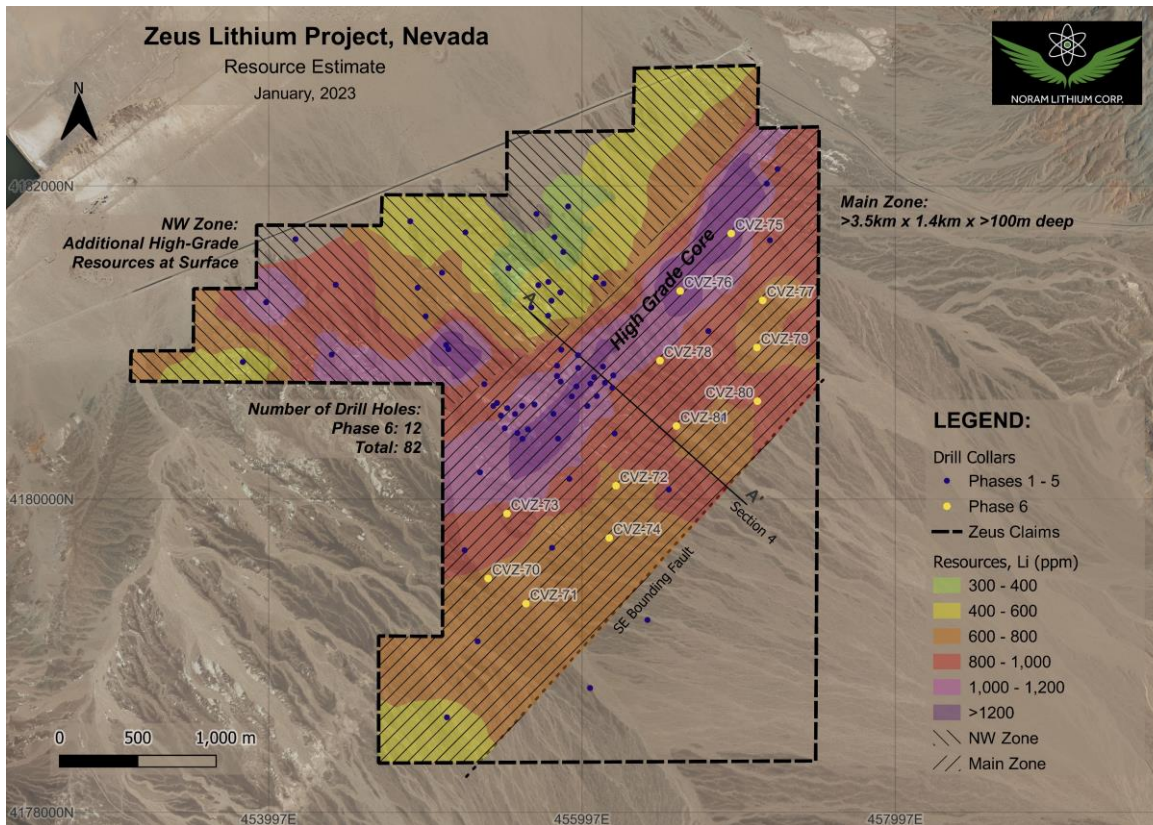 Zeus Lithium Project, Nevada
Resource Estimate
January, 2023
N
NORAM LITHIUM CORP.
4182000N
NW Zone:
Additional High-Grade
Resources at Surface
Main Zone:
>3.5km x 1.4km x >100m deep
High Grade Core
CVZ-75
CVZ-76
CVZ-77
CVZ-78
CVZ-79
CVZ-80
CVZ-81
A
Number of Drill Holes:
Phase 6: 12
Total: 82
4180000N
CVZ-72
CVZ-73
CVZ-74
CVZ-70
CVZ-71
A'
Section 4
SE Bounding Fault
LEGEND:
Drill Collars
Phases 1 - 5
Phase 6
Zeus Claims
Resources, Li (ppm)
300 - 400
400 - 600
600 - 800
800 - 1,000
1,000 - 1,200
>1200
NW Zone
Main Zone
0 500 1,000 m
4178000N
453997E
455997E
457997E